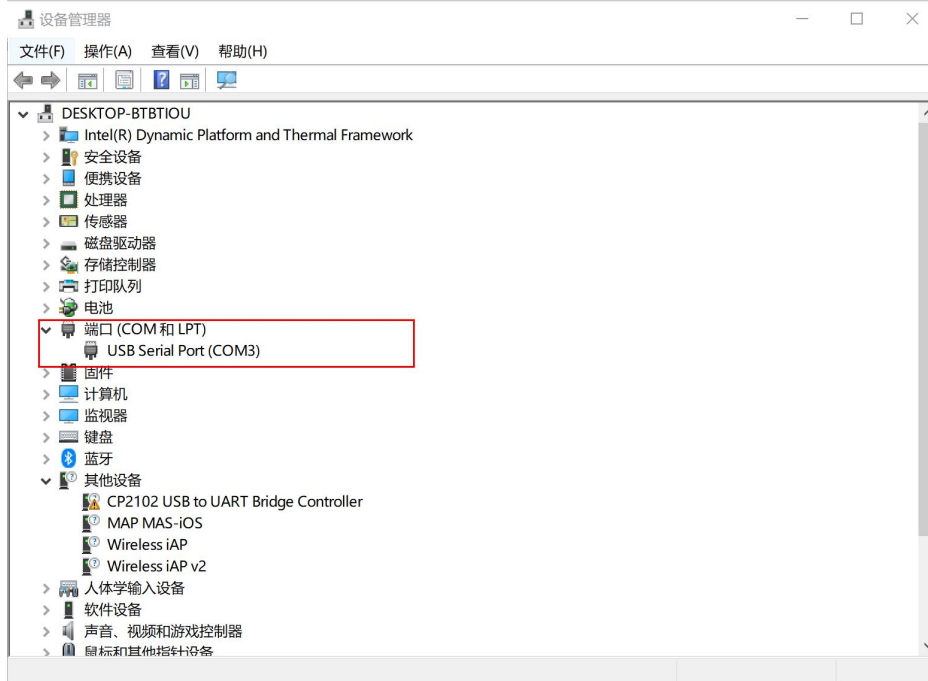 设备管理器
文件(F) 操作(A) 查看(V) 帮助(H)
DESKTOP-BTBTIOU
Intel(R) Dynamic Platform and Thermal Framework
安全设备
便携设备
处理器
传感器
磁盘驱动器
存储控制器
打印队列
电池
端口 (COM 和 LPT)
USB Serial Port (COM3)
固件
计算机
监视器
键盘
蓝牙
其他设备
CP2102 USB to UART Bridge Controller
MAP MAS-iOS
Wireless iAP
Wireless iAP v2
人体学输入设备
软件设备
声音、视频和游戏控制器
鼠标和其他指针设备